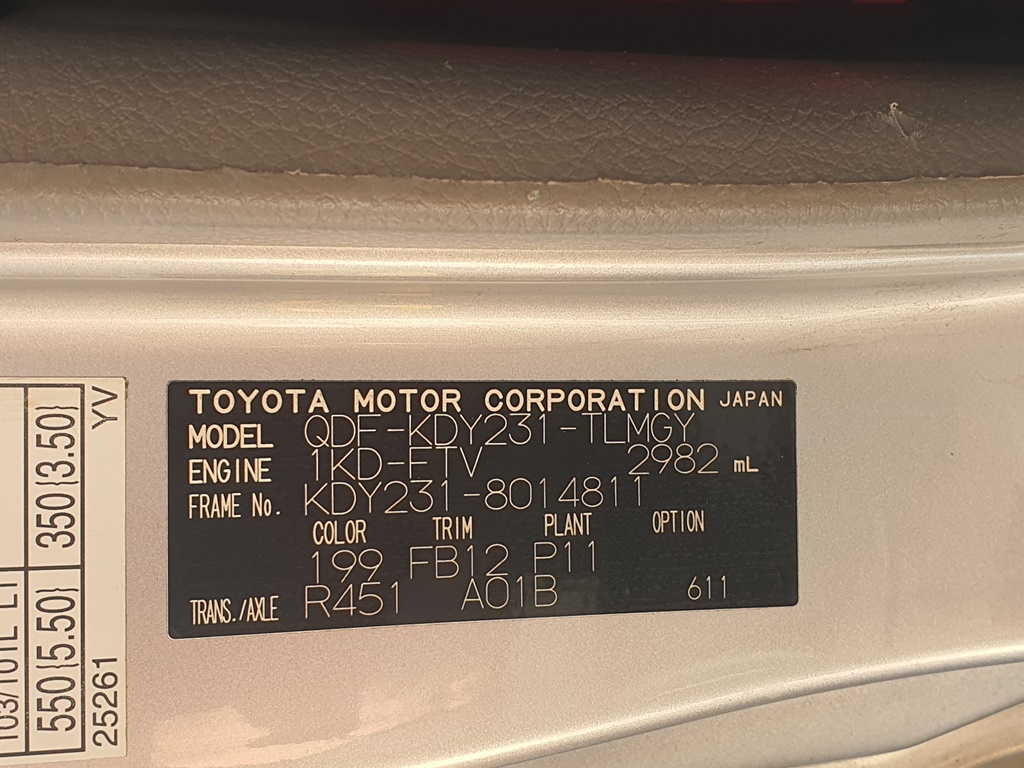 TOYOTA MOTOR CORPORATION JAPAN
MODEL QDF-KDY231-TLMGY
ENGINE 1KD-FTV 2982 mL
FRAME No. KDY231-8014811
COLOR TRIM PLANT OPTION
199 FB12 P11
TRANS./AXLE R451 A01B 611
550{5.50} 350{3.50}
25261 YV